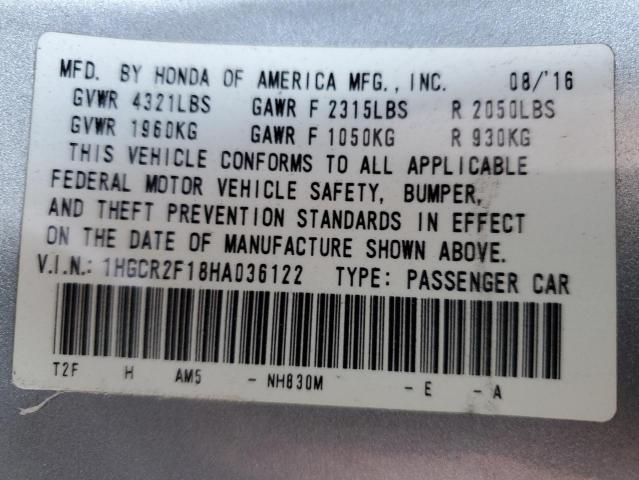 MFD. BY HONDA OF AMERICA MFG., INC. 08/'16
GVWR 4321LBS GAWR F 2315LBS R 2050LBS
GVWR 1960KG GAWR F 1050KG R 930KG
THIS VEHICLE CONFORMS TO ALL APPLICABLE
FEDERAL MOTOR VEHICLE SAFETY, BUMPER,
AND THEFT PREVENTION STANDARDS IN EFFECT
ON THE DATE OF MANUFACTURE SHOWN ABOVE.
V.I.N.: 1HGCR2F18HA036122 TYPE: PASSENGER CAR
T2F H AM5 - NH830M - E - A